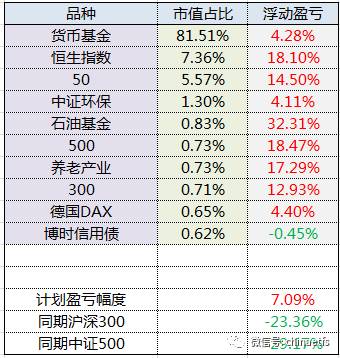 品种 市值占比 浮动盈亏
货币基金 81.51% 4.28%
恒生指数 7.36% 18.10%
50 5.57% 14.50%
中证环保 1.30% 4.11%
石油基金 0.83% 32.31%
500 0.73% 18.47%
养老产业 0.73% 17.29%
300 0.71% 12.93%
德国DAX 0.65% 4.40%
博时信用债 0.62% -0.45%
计划盈亏幅度 7.09%
同期沪深300 -23.36%
同期中证500
微信号: chinaetfs